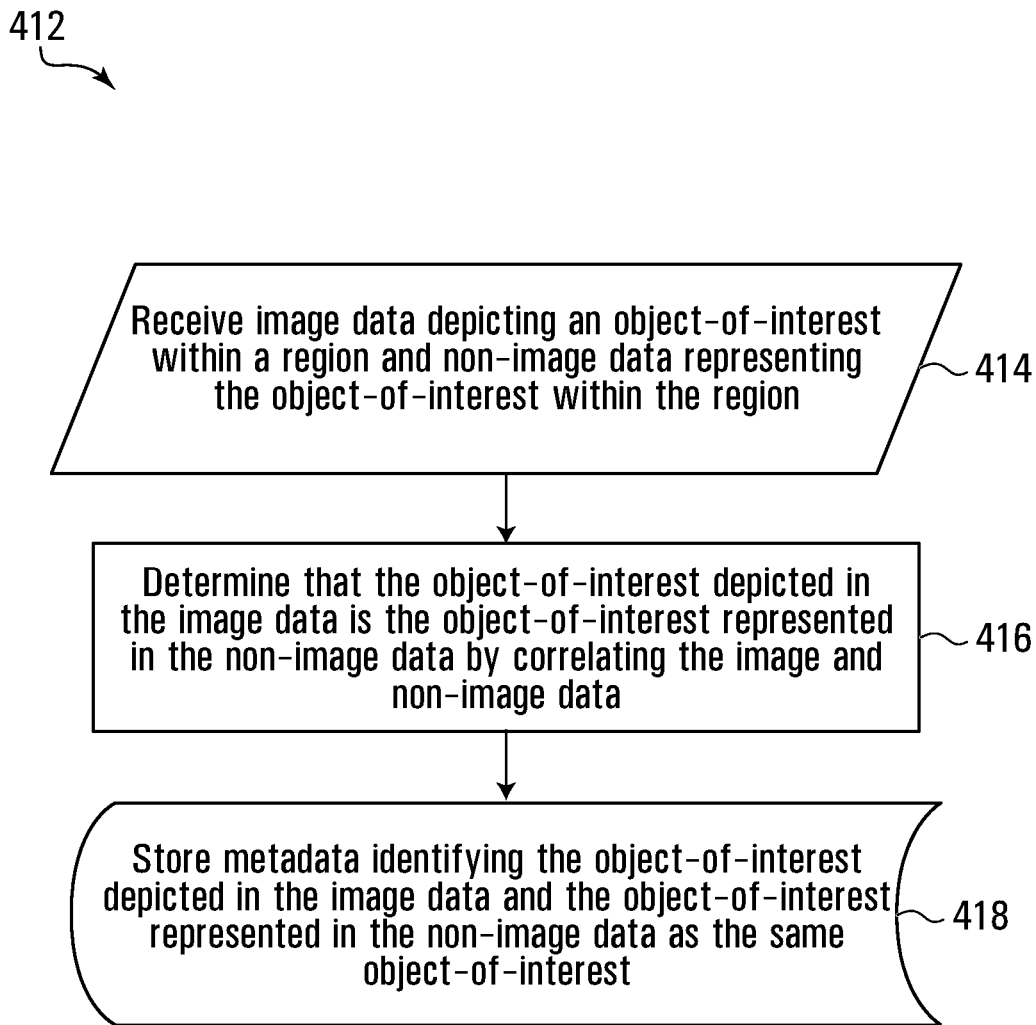 412
Receive image data depicting an object-of-interest
within a region and non-image data representing
the object-of-interest within the region
414
Determine that the object-of-interest depicted in
the image data is the object-of-interest represented
in the non-image data by correlating the image and
non-image data
416
Store metadata identifying the object-of-interest
depicted in the image data and the object-of-interest
represented in the non-image data as the same
object-of-interest
418